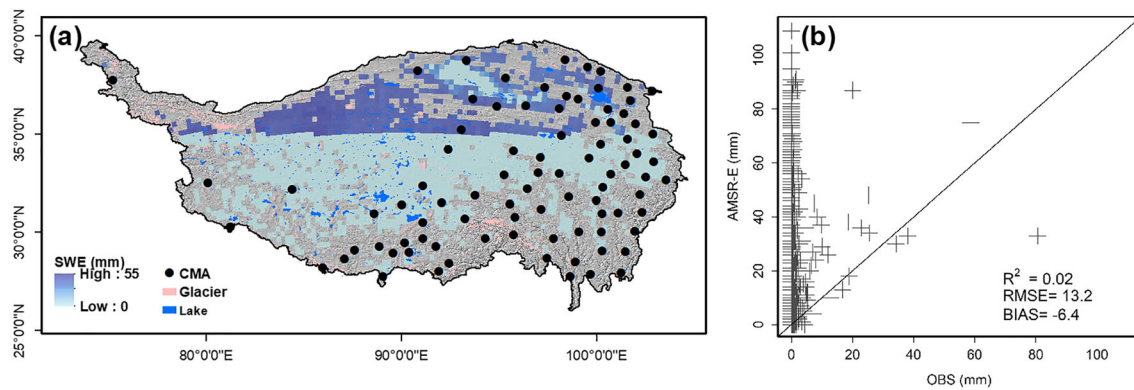 (a)
40°0'0"N
35°0'0"N
30°0'0"N
25°0'0"N
SWE (mm)
High : 55
Low : 0
CMA
Glacier
Lake
80°0'0"E
90°0'0"E
100°0'0"E
(b)
AMSR-E (mm)
100
80
60
40
20
0
R² = 0.02
RMSE= 13.2
BIAS= -6.4
0 20 40 60 80 100
OBS (mm)